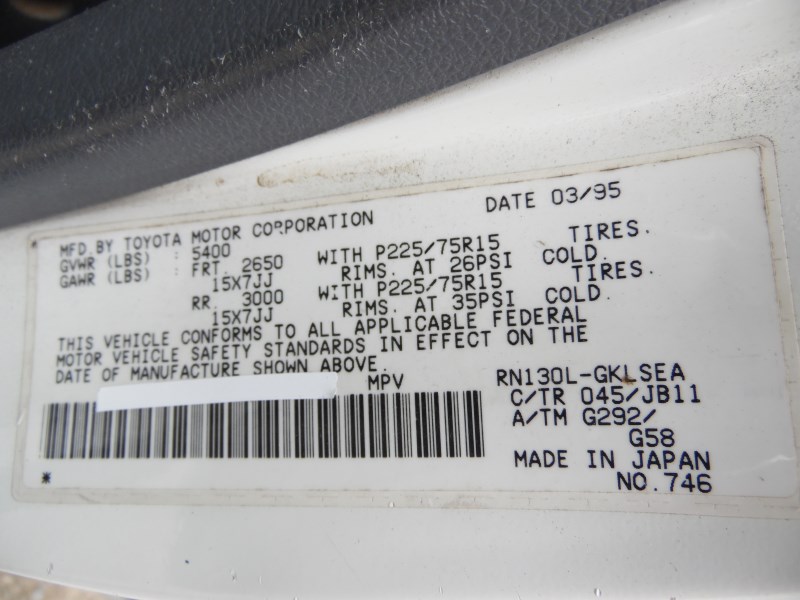 MFD. BY TOYOTA MOTOR CORPORATION DATE 03/95
GVWR (LBS) : 5400
GAWR (LBS) : FRT. 2650 WITH P225/75R15 TIRES.
15X7JJ RIMS. AT 26PSI COLD.
RR. 3000 WITH P225/75R15 TIRES.
15X7JJ RIMS. AT 35PSI COLD.
THIS VEHICLE CONFORMS TO ALL APPLICABLE FEDERAL
MOTOR VEHICLE SAFETY STANDARDS IN EFFECT ON THE
DATE OF MANUFACTURE SHOWN ABOVE.
MPV RN130L-GKLSEA
C/TR 045/JB11
A/TM G292/
G58
MADE IN JAPAN
* NO.746